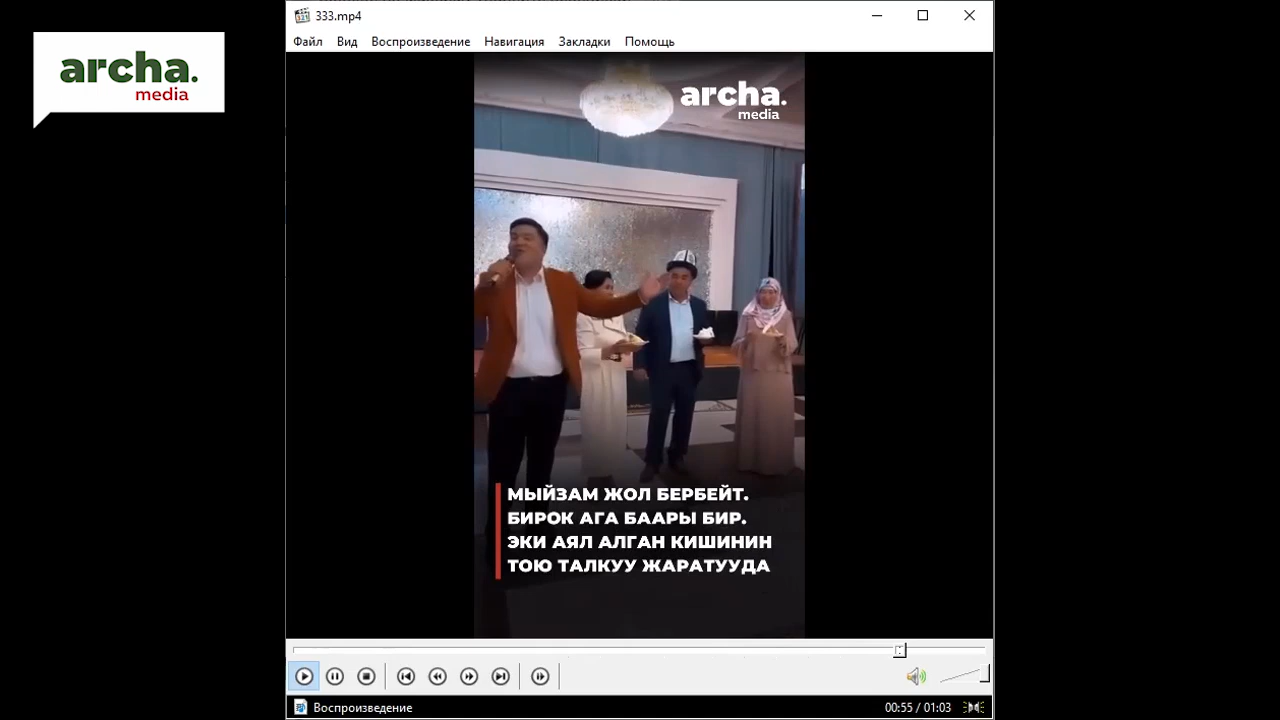 333.mp4
Файл Вид Воспроизведение Навигация Закладки Помощь
archa.
media
archa.
media
МЫЙЗАМ ЖОЛ БЕРБЕЙТ.
БИРОК АГА БААРЫ БИР.
ЭКИ АЯЛ АЛГАН КИШИНИН
ТОЮ ТАЛКУУ ЖАРАТУУДА
Воспроизведение 00:55 / 01:03